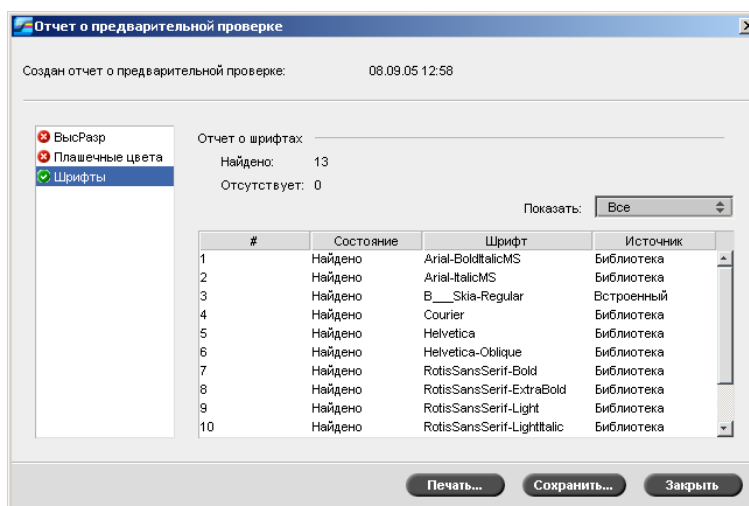 Отчет о предварительной проверке
Создан отчет о предварительной проверке: 08.09.05 12:58
ВысРазр
Плашечные цвета
Шрифты
Отчет о шрифтах
Найдено: 13
Отсутствует: 0
Показать: Все
# Состояние Шрифт Источник
1 Найдено Arial-BoldItalicMS Библиотека
2 Найдено Arial-ItalicMS Библиотека
3 Найдено B___Skia-Regular Встроенный
4 Найдено Courier Библиотека
5 Найдено Helvetica Библиотека
6 Найдено Helvetica-Oblique Библиотека
7 Найдено RotisSansSerif-Bold Библиотека
8 Найдено RotisSansSerif-ExtraBold Библиотека
9 Найдено RotisSansSerif-Light Библиотека
10 Найдено RotisSansSerif-LightItalic Библиотека
Печать... Сохранить... Закрыть